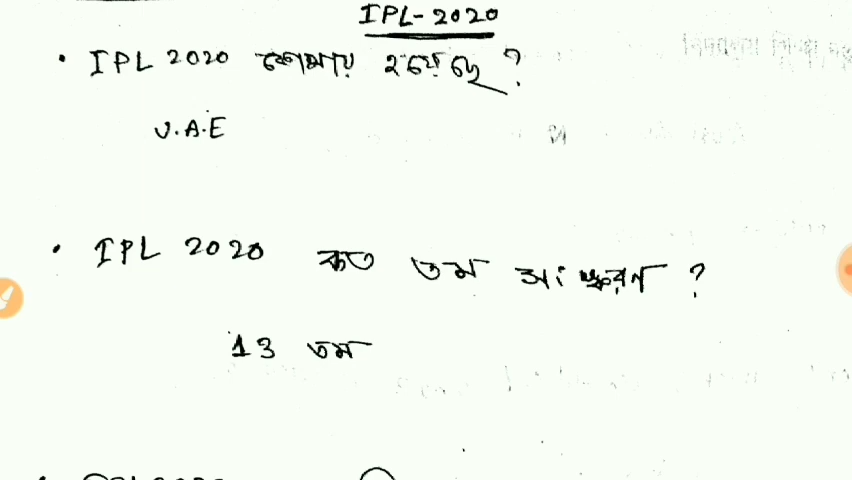 IPL-2020
• IPL 2020 কোথায় হয়েছে ?
U.A.E
• IPL 2020 কত তম সংস্করণ ?
13 তম